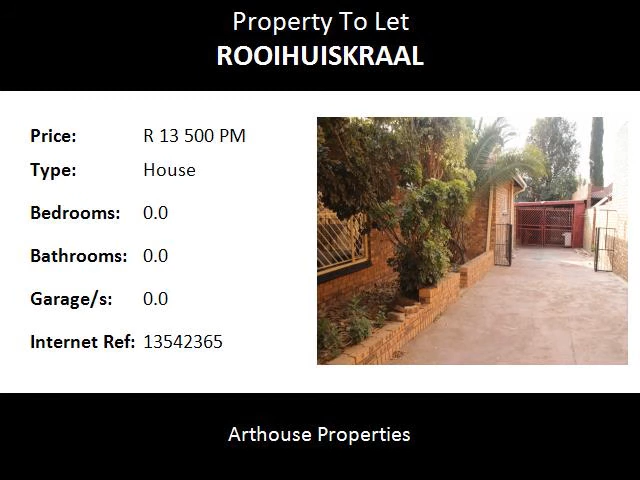 Property To Let
ROOIHUISKRAAL
Price: R 13 500 PM
Type: House
Bedrooms: 0.0
Bathrooms: 0.0
Garage/s: 0.0
Internet Ref: 13542365
Arthouse Properties